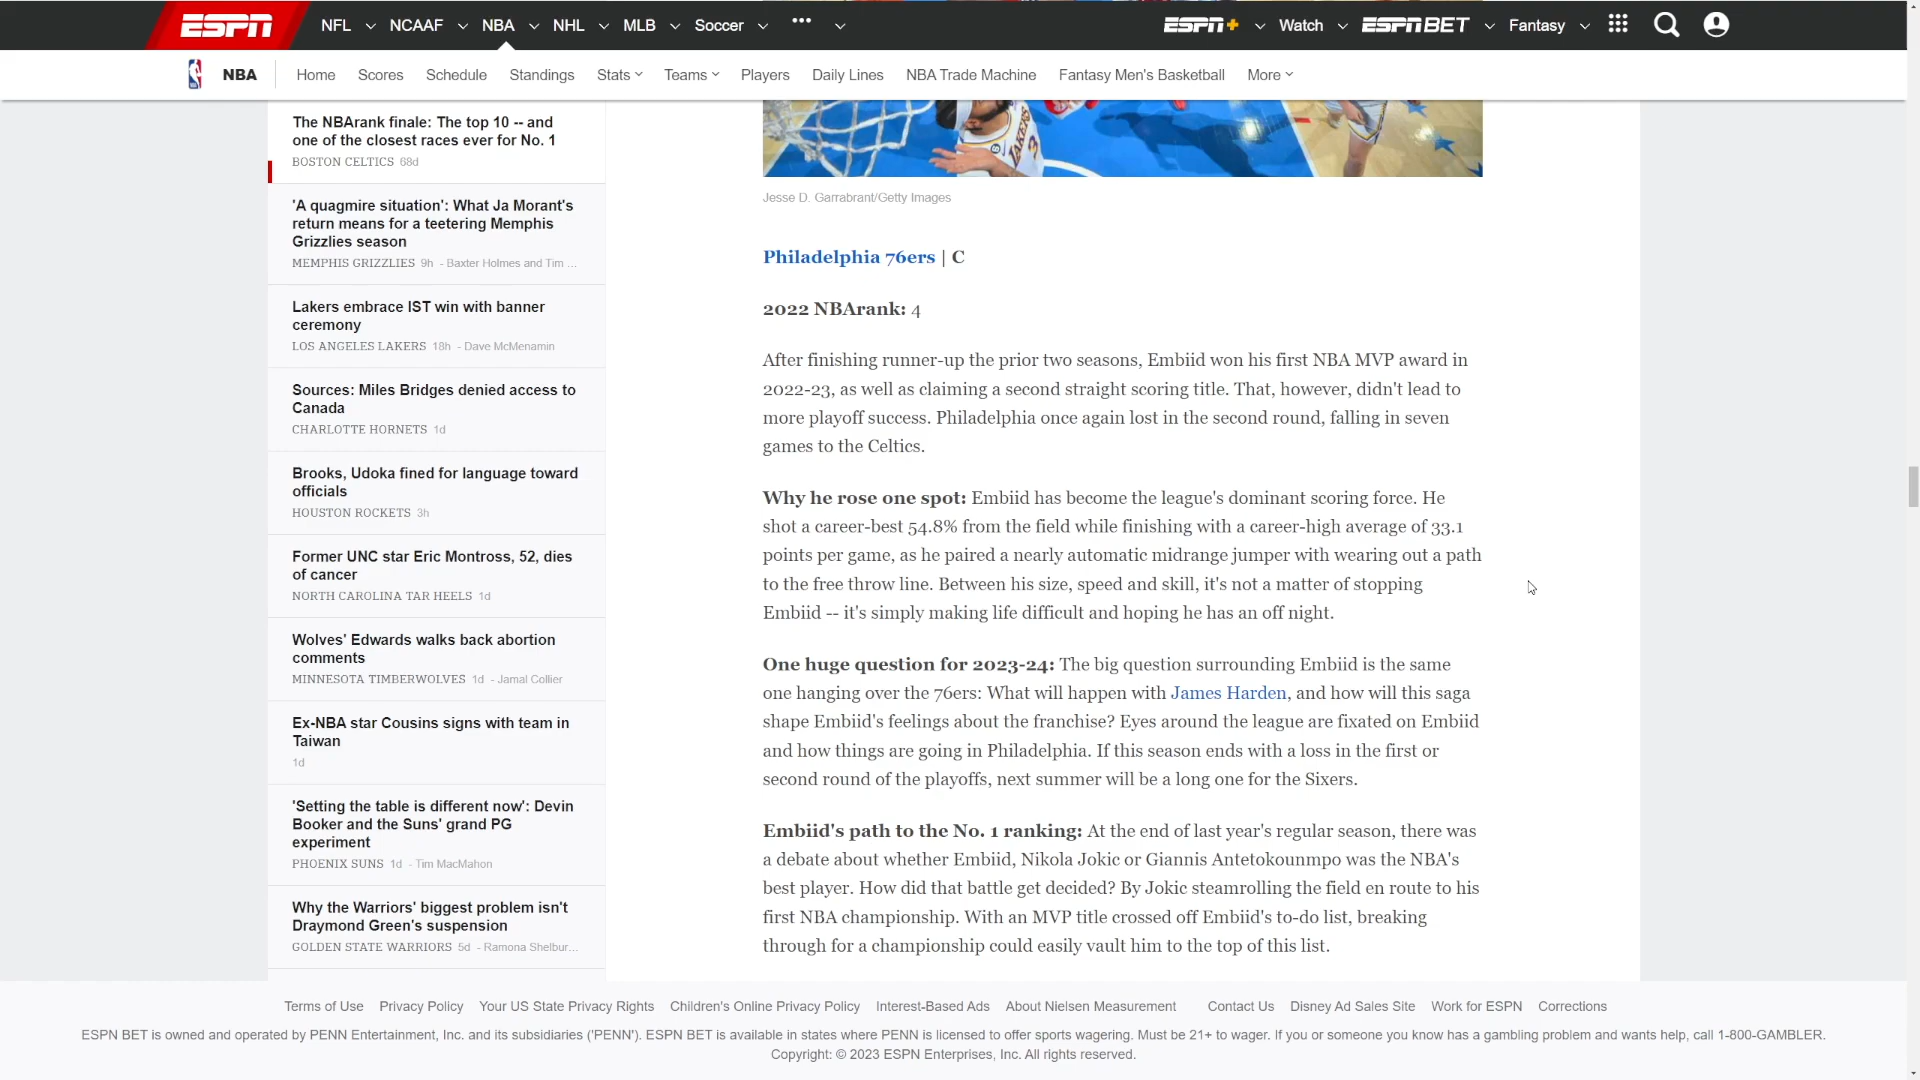 ESPN
NFL NCAAF NBA NHL MLB Soccer ••• ESPN+ Watch ESPN BET Fantasy
NBA Home Scores Schedule Standings Stats Teams Players Daily Lines NBA Trade Machine Fantasy Men's Basketball More
The NBArank finale: The top 10 -- and
one of the closest races ever for No. 1
BOSTON CELTICS 68d
'A quagmire situation': What Ja Morant's
return means for a teetering Memphis
Grizzlies season
MEMPHIS GRIZZLIES 9h - Baxter Holmes and Tim ...
Lakers embrace IST win with banner
ceremony
LOS ANGELES LAKERS 18h - Dave McMenamin
Sources: Miles Bridges denied access to
Canada
CHARLOTTE HORNETS 1d
Brooks, Udoka fined for language toward
officials
HOUSTON ROCKETS 3h
Former UNC star Eric Montross, 52, dies
of cancer
NORTH CAROLINA TAR HEELS 1d
Wolves' Edwards walks back abortion
comments
MINNESOTA TIMBERWOLVES 1d - Jamal Collier
Ex-NBA star Cousins signs with team in
Taiwan
1d
'Setting the table is different now': Devin
Booker and the Suns' grand PG
experiment
PHOENIX SUNS 1d - Tim MacMahon
Why the Warriors' biggest problem isn't
Draymond Green's suspension
GOLDEN STATE WARRIORS 5d - Ramona Shelbur...
LAKERS
3
Jesse D. Garrabrant/Getty Images
Philadelphia 76ers | C
2022 NBArank: 4
After finishing runner-up the prior two seasons, Embiid won his first NBA MVP award in
2022-23, as well as claiming a second straight scoring title. That, however, didn't lead to
more playoff success. Philadelphia once again lost in the second round, falling in seven
games to the Celtics.
Why he rose one spot: Embiid has become the league's dominant scoring force. He
shot a career-best 54.8% from the field while finishing with a career-high average of 33.1
points per game, as he paired a nearly automatic midrange jumper with wearing out a path
to the free throw line. Between his size, speed and skill, it's not a matter of stopping
Embiid -- it's simply making life difficult and hoping he has an off night.
One huge question for 2023-24: The big question surrounding Embiid is the same
one hanging over the 76ers: What will happen with James Harden, and how will this saga
shape Embiid's feelings about the franchise? Eyes around the league are fixated on Embiid
and how things are going in Philadelphia. If this season ends with a loss in the first or
second round of the playoffs, next summer will be a long one for the Sixers.
Embiid's path to the No. 1 ranking: At the end of last year's regular season, there was
a debate about whether Embiid, Nikola Jokic or Giannis Antetokounmpo was the NBA's
best player. How did that battle get decided? By Jokic steamrolling the field en route to his
first NBA championship. With an MVP title crossed off Embiid's to-do list, breaking
through for a championship could easily vault him to the top of this list.
Terms of Use Privacy Policy Your US State Privacy Rights Children's Online Privacy Policy Interest-Based Ads About Nielsen Measurement Contact Us Disney Ad Sales Site Work for ESPN Corrections
ESPN BET is owned and operated by PENN Entertainment, Inc. and its subsidiaries ('PENN'). ESPN BET is available in states where PENN is licensed to offer sports wagering. Must be 21+ to wager. If you or someone you know has a gambling problem and wants help, call 1-800-GAMBLER.
Copyright: © 2023 ESPN Enterprises, Inc. All rights reserved.